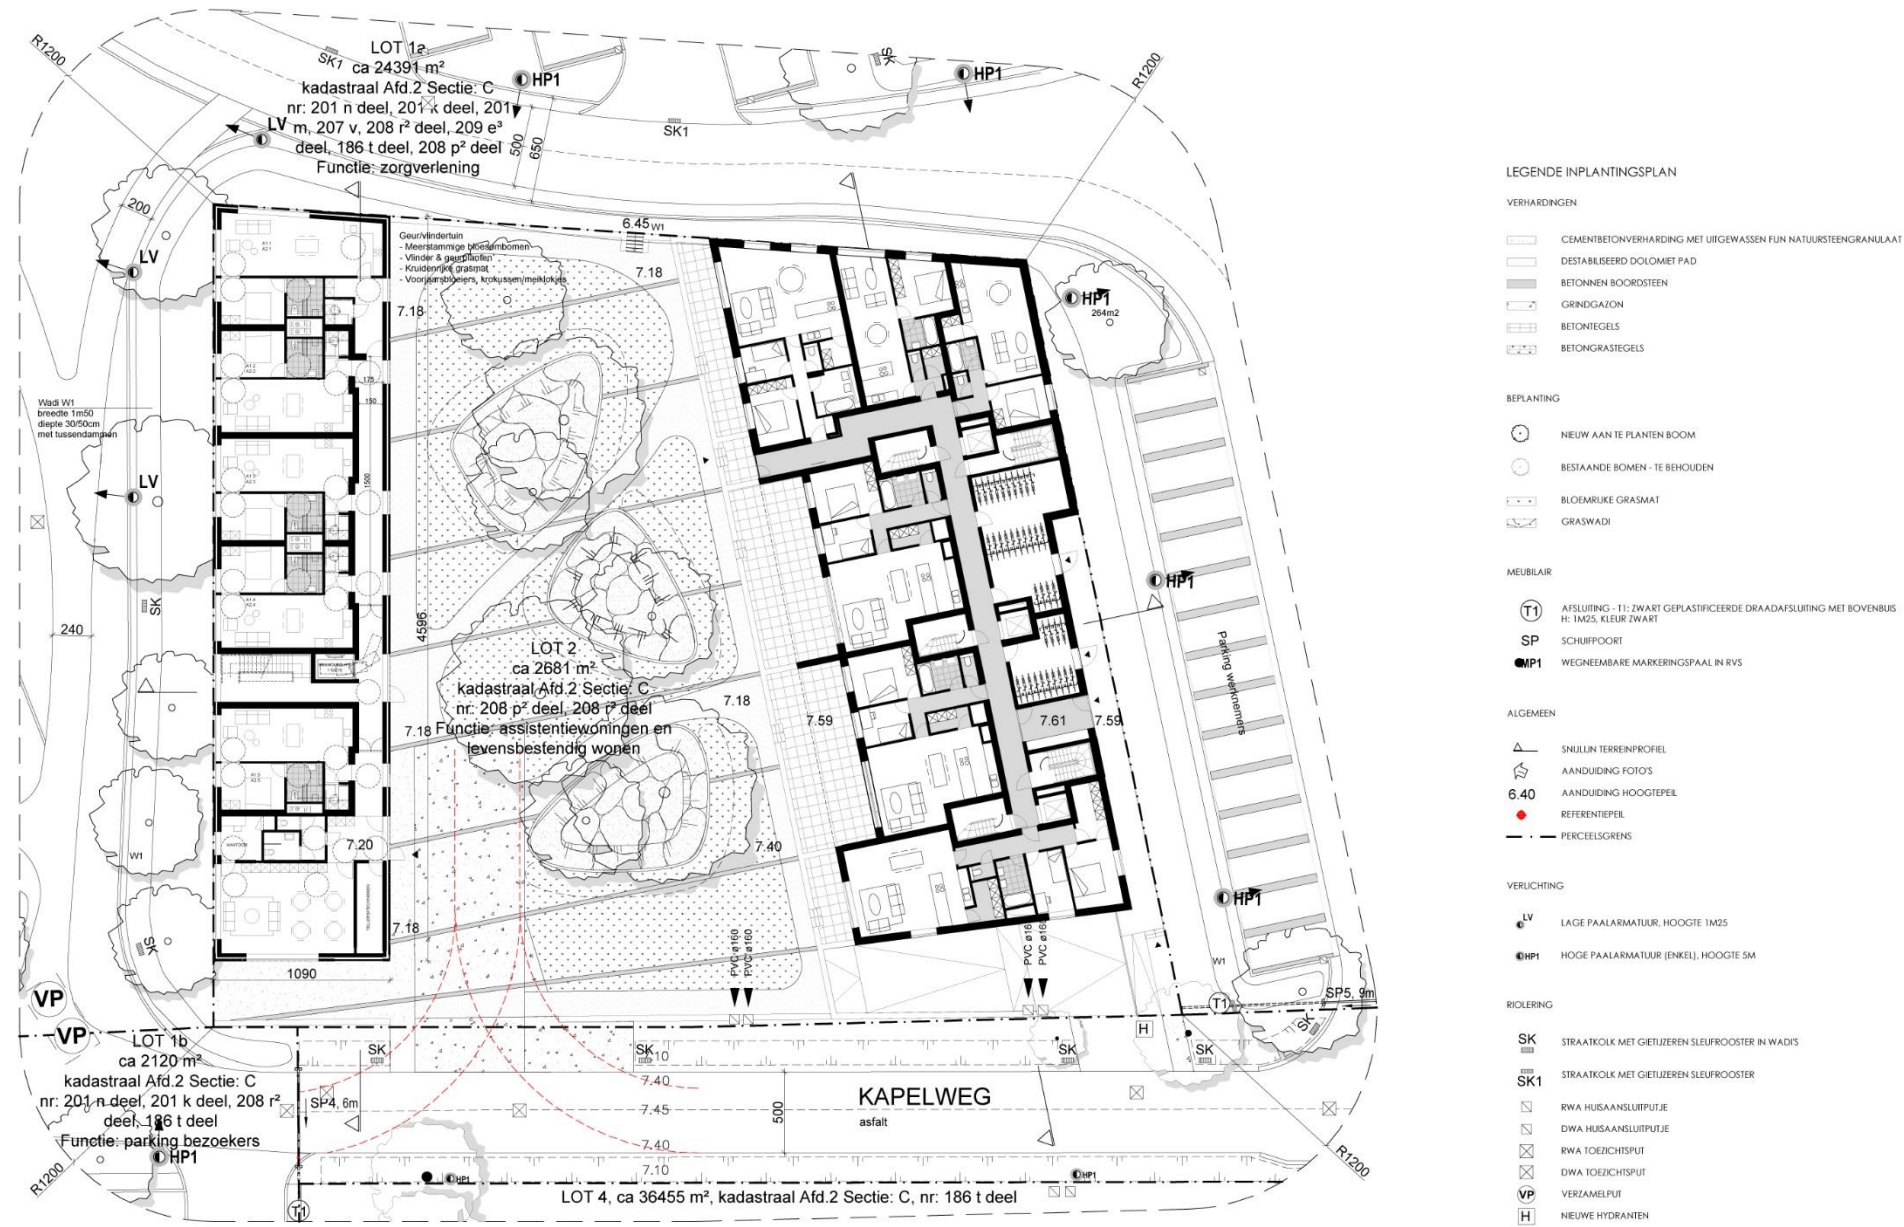 R1200
LOT 1a
ca 24391 m²
kadastraal Afd.2 Sectie: C
nr: 201 n deel, 201 k deel, 201
m, 207 v, 208 r² deel, 209 e³
deel, 186 t deel, 208 p² deel
Functie: zorgverlening
SK1
HP1
500
650
SK1
SK
HP1
R1200
LV
200
LV
Geur/vlindertuin
- Meerstammige bloesembomen
- Vlinder & geurplanten
- Kruidenrijke grasmat
- Voorjaarsbloeiers, krokussen/meiklokjes
6.45 W1
7.18
7.18
HP1
264m2
Wadi W1
breedte 1m50
diepte 30/50cm
met tussendammen
LV
SK
240
175
150
1500
4596
HP1
Parking werknemers
LOT 2
ca 2681 m²
kadastraal Afd.2 Sectie: C
nr: 208 p² deel, 208 r² deel
Functie: assistentiewoningen en
levensbestendig wonen
7.18
7.18
7.59
7.61
7.59
W1
7.20
7.40
7.18
HP1
SK
1090
PVC ø160
PVC ø160
PVC ø160
PVC ø160
W1
T1
SP5, 9m
SK
H
VP
VP
LOT 1b
ca 2120 m²
kadastraal Afd.2 Sectie: C
nr: 201 n deel, 201 k deel, 208 r²
deel, 186 t deel
Functie: parking bezoekers
HP1
R1200
T1
SP4, 6m
SK
SK
SK
SK
7.10
7.40
7.45
7.40
7.10
500
KAPELWEG
asfalt
HP1
HP1
R1200
LOT 4, ca 36455 m², kadastraal Afd.2 Sectie: C, nr: 186 t deel
LEGENDE INPLANTINGSPLAN
VERHARDINGEN
CEMENTBETONVERHARDING MET UITGEWASSEN FIJN NATUURSTEENGRANULAAT
DESTABILISEERD DOLOMIET PAD
BETONNEN BOORDSTEEN
GRINDGAZON
BETONTEGELS
BETONGRASTEGELS
BEPLANTING
NIEUW AAN TE PLANTEN BOOM
BESTAANDE BOMEN - TE BEHOUDEN
BLOEMRIJKE GRASMAT
GRASWADI
MEUBILAIR
T1 AFSLUITING - T1: ZWART GEPLASTIFICEERDE DRAADAFSLUITING MET BOVENBUIS
H: 1M25, KLEUR ZWART
SP SCHUIFPOORT
MP1 WEGNEEMBARE MARKERINGSPAAL IN RVS
ALGEMEEN
SNIJLIJN TERREINPROFIEL
AANDUIDING FOTO'S
6.40 AANDUIDING HOOGTEPEIL
REFERENTIEPEIL
PERCEELSGRENS
VERLICHTING
LV LAGE PAALARMATUUR, HOOGTE 1M25
HP1 HOGE PAALARMATUUR (ENKEL), HOOGTE 5M
RIOLERING
SK STRAATKOLK MET GIETIJZEREN SLEUFROOSTER IN WADI'S
SK1 STRAATKOLK MET GIETIJZEREN SLEUFROOSTER
RWA HUISAANSLUITPUTJE
DWA HUISAANSLUITPUTJE
RWA TOEZICHTSPUT
DWA TOEZICHTSPUT
VP VERZAMELPUT
H NIEUWE HYDRANTEN